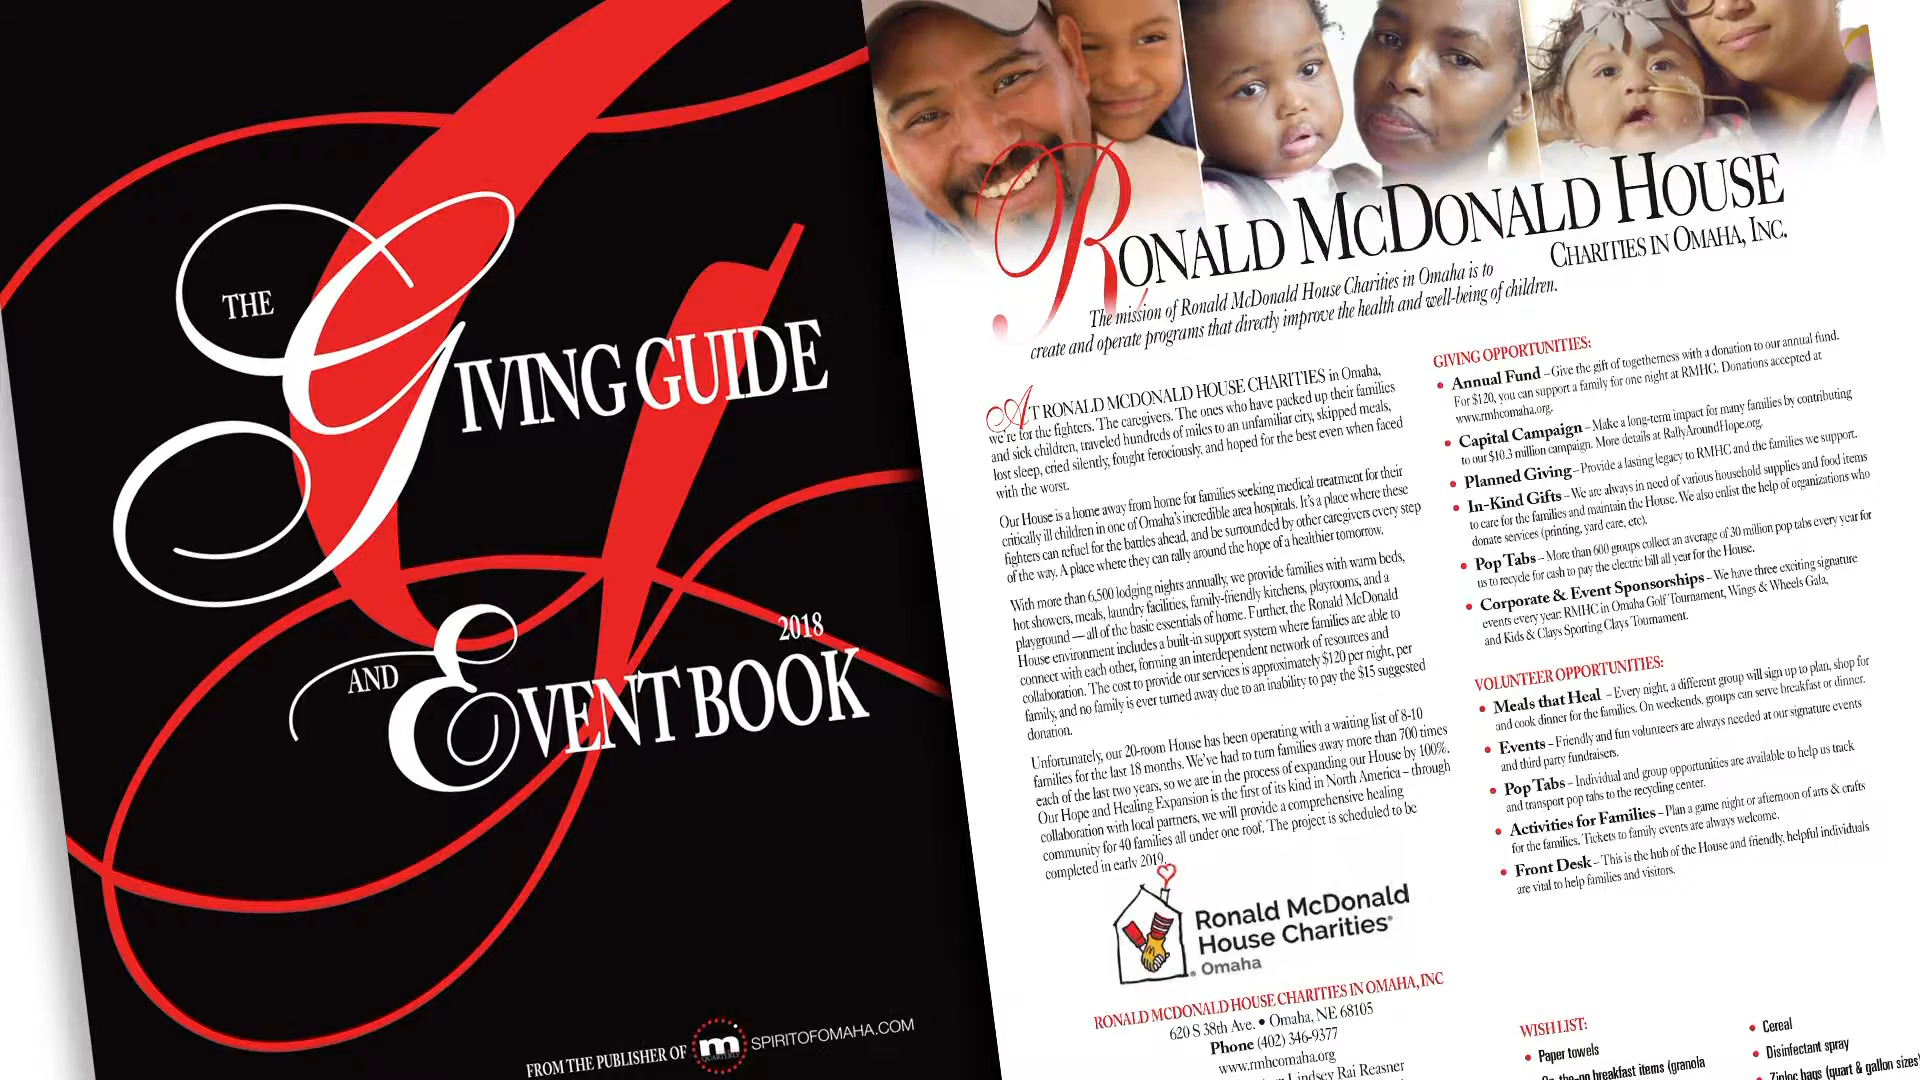 THE
GIVING GUIDE
2018
AND
EVENT BOOK
FROM THE PUBLISHER OF
m
QUARTERLY
SPIRITOFOMAHA.COM
RONALD MCDONALD HOUSE
CHARITIES IN OMAHA, INC.
The mission of Ronald McDonald House Charities in Omaha is to
create and operate programs that directly improve the health and well-being of children.
AT RONALD MCDONALD HOUSE CHARITIES in Omaha,
we're for the fighters. The caregivers. The ones who have packed up their families
and sick children, traveled hundreds of miles to an unfamiliar city, skipped meals,
lost sleep, cried silently, fought ferociously, and hoped for the best even when faced
with the worst.
Our House is a home away from home for families seeking medical treatment for their
critically ill children in one of Omaha's incredible area hospitals. It's a place where these
fighters can refuel for the battles ahead, and be surrounded by other caregivers every step
of the way. A place where they can rally around the hope of a healthier tomorrow.
With more than 6,500 lodging nights annually, we provide families with warm beds,
hot showers, meals, laundry facilities, family-friendly kitchens, playrooms, and a
playground — all of the basic essentials of home. Further, the Ronald McDonald
House environment includes a built-in support system where families are able to
connect with each other, forming an interdependent network of resources and
collaboration. The cost to provide our services is approximately $120 per night, per
family, and no family is ever turned away due to an inability to pay the $15 suggested
donation.
Unfortunately, our 20-room House has been operating with a waiting list of 8-10
families for the last 18 months. We've had to turn families away more than 700 times
each of the last two years, so we are in the process of expanding our House by 100%.
Our Hope and Healing Expansion is the first of its kind in North America – through
collaboration with local partners, we will provide a comprehensive healing
community for 40 families all under one roof. The project is scheduled to be
completed in early 2019.
Ronald McDonald
House Charities®
® Omaha
RONALD MCDONALD HOUSE CHARITIES IN OMAHA, INC
620 S 38th Ave. • Omaha, NE 68105
Phone (402) 346-9377
www.rmhcomaha.org
Lindsey Rai Reasner
GIVING OPPORTUNITIES:
• Annual Fund – Give the gift of togetherness with a donation to our annual fund.
For $120, you can support a family for one night at RMHC. Donations accepted at
www.rmhcomaha.org.
• Capital Campaign – Make a long-term impact for many families by contributing
to our $10.3 million campaign. More details at RallyAroundHope.org.
• Planned Giving – Provide a lasting legacy to RMHC and the families we support.
• In-Kind Gifts – We are always in need of various household supplies and food items
to care for the families and maintain the House. We also enlist the help of organizations who
donate services (printing, yard care, etc).
• Pop Tabs – More than 600 groups collect an average of 30 million pop tabs every year for
us to recycle for cash to pay the electric bill all year for the House.
• Corporate & Event Sponsorships – We have three exciting signature
events every year: RMHC in Omaha Golf Tournament, Wings & Wheels Gala,
and Kids & Clays Sporting Clays Tournament.
VOLUNTEER OPPORTUNITIES:
• Meals that Heal – Every night, a different group will sign up to plan, shop for
and cook dinner for the families. On weekends, groups can serve breakfast or dinner.
• Events – Friendly and fun volunteers are always needed at our signature events
and third party fundraisers.
• Pop Tabs – Individual and group opportunities are available to help us track
and transport pop tabs to the recycling center.
• Activities for Families – Plan a game night or afternoon of arts & crafts
for the families. Tickets to family events are always welcome.
• Front Desk – This is the hub of the House and friendly, helpful individuals
are vital to help families and visitors.
WISH LIST:
• Paper towels
On-the-go breakfast items (granola
• Cereal
• Disinfectant spray
• Ziploc bags (quart & gallon sizes)